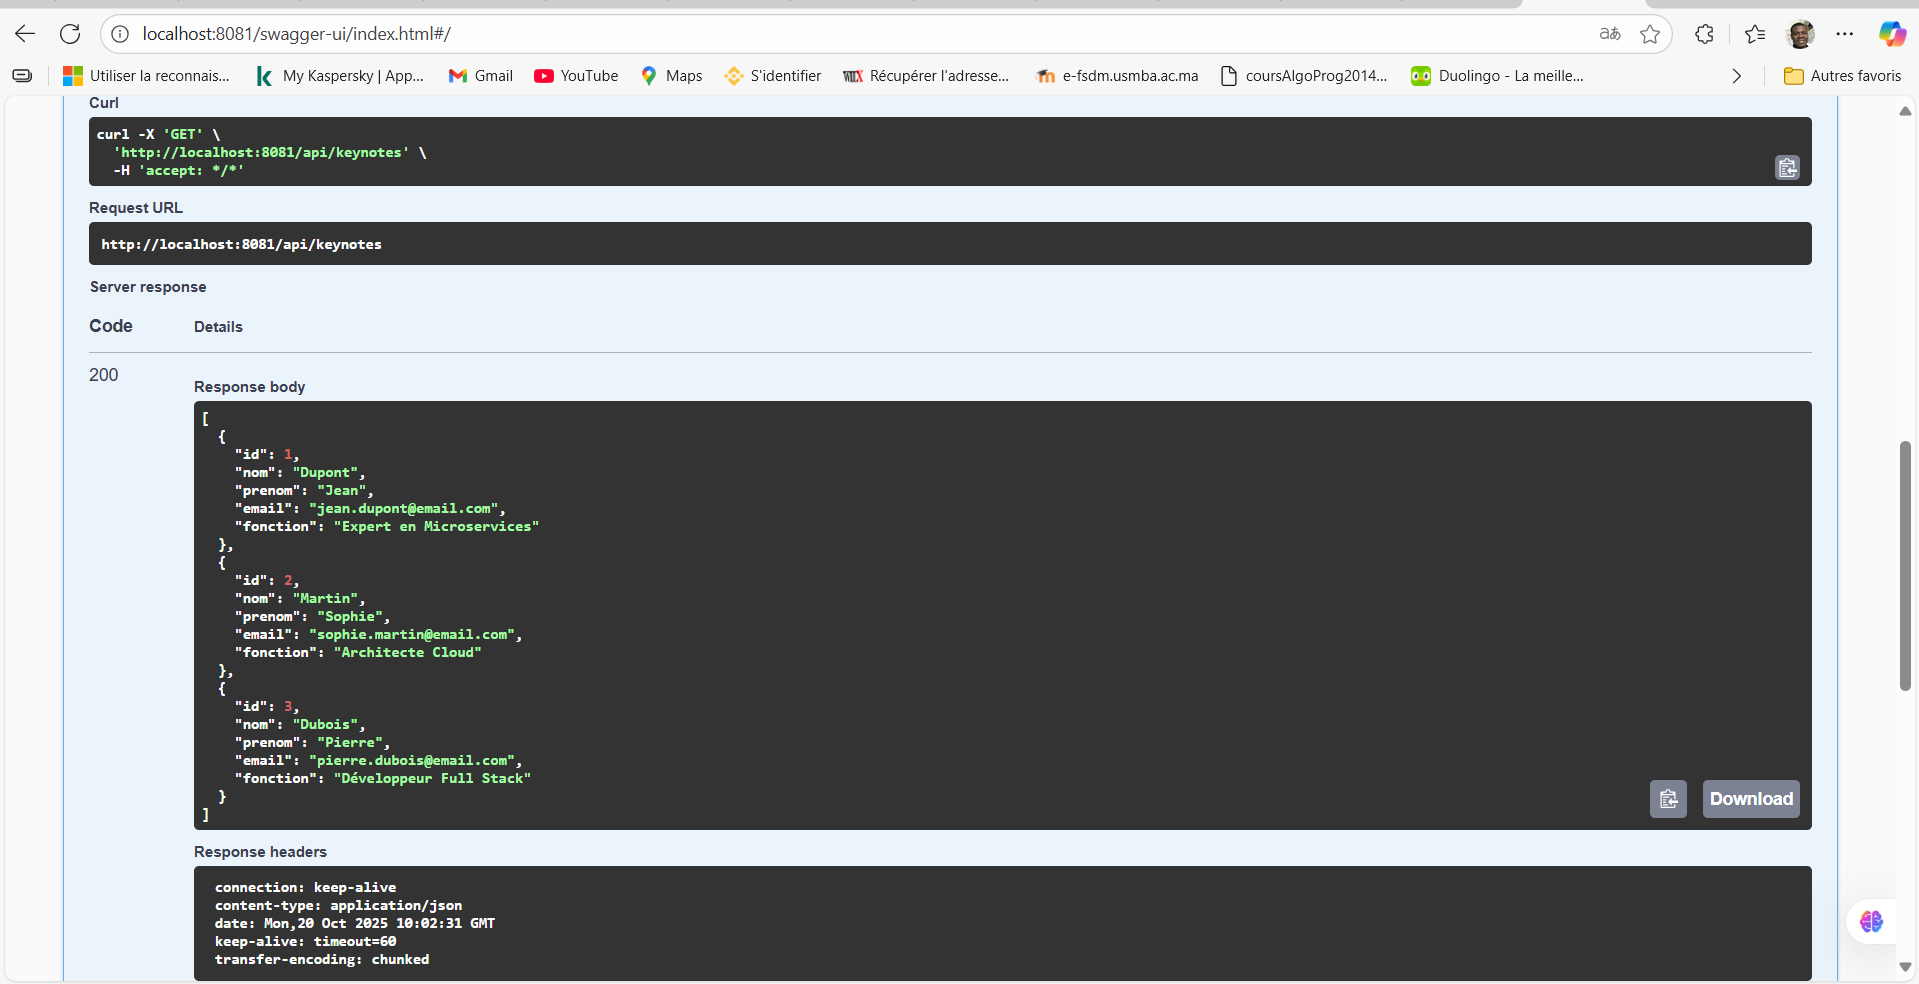 localhost:8081/swagger-ui/index.html#/
Utiliser la reconnais...
My Kaspersky | App...
Gmail
YouTube
Maps
S'identifier
Récupérer l'adresse...
e-fsdm.usmba.ac.ma
coursAlgoProg2014...
Duolingo - La meille...
Autres favoris
Curl
curl -X 'GET' \
'http://localhost:8081/api/keynotes' \
-H 'accept: */*'
Request URL
http://localhost:8081/api/keynotes
Server response
Code Details
200
Response body
[
{
"id": 1,
"nom": "Dupont",
"prenom": "Jean",
"email": "jean.dupont@email.com",
"fonction": "Expert en Microservices"
},
{
"id": 2,
"nom": "Martin",
"prenom": "Sophie",
"email": "sophie.martin@email.com",
"fonction": "Architecte Cloud"
},
{
"id": 3,
"nom": "Dubois",
"prenom": "Pierre",
"email": "pierre.dubois@email.com",
"fonction": "Développeur Full Stack"
}
]
Download
Response headers
connection: keep-alive
content-type: application/json
date: Mon,20 Oct 2025 10:02:31 GMT
keep-alive: timeout=60
transfer-encoding: chunked